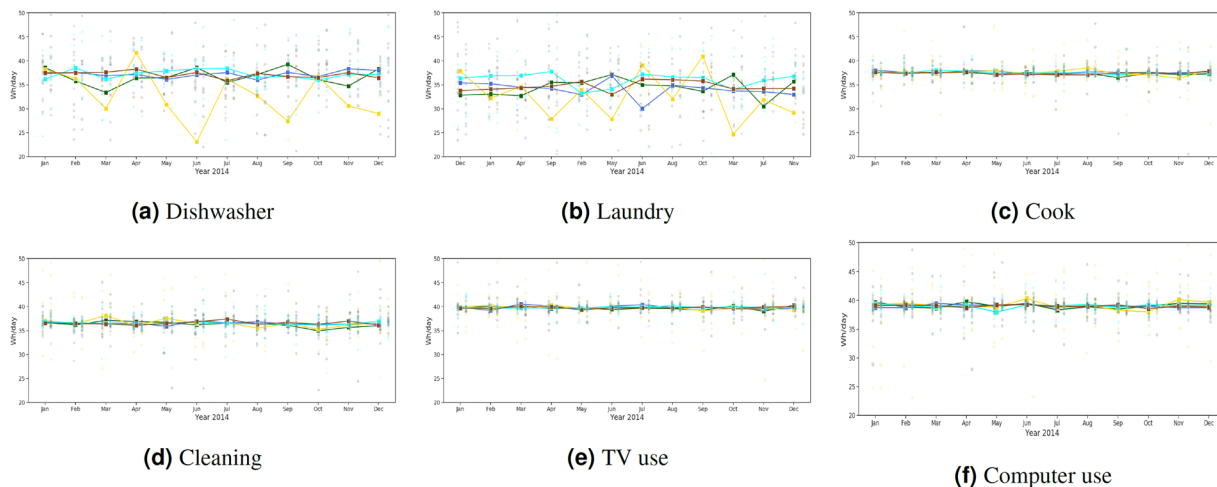 50
45
40
35
30
25
20
Wh/day
Jan Feb Mar Apr May Jun Jul Aug Sep Oct Nov Dec
Year 2014
(a) Dishwasher
50
45
40
35
30
25
20
Wh/day
Dec Jan Apr Sep Feb May Jun Aug Sep Oct Jul Nov
Year 2014
(b) Laundry
50
45
40
35
30
25
20
Wh/day
Jan Feb Mar Apr May Jun Jul Aug Sep Oct Nov Dec
Year 2014
(c) Cook
50
45
40
35
30
25
20
Wh/day
Jan Feb Mar Apr May Jun Jul Aug Sep Oct Nov Dec
Year 2014
(d) Cleaning
50
45
40
35
30
25
20
Wh/day
Jan Feb Mar Apr May Jun Jul Aug Sep Oct Nov Dec
Year 2014
(e) TV use
50
45
40
35
30
25
20
Wh/day
Jan Feb Mar Apr May Jun Jul Aug Sep Oct Nov Dec
Year 2014
(f) Computer use